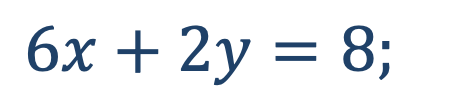 6x + 2y = 8;